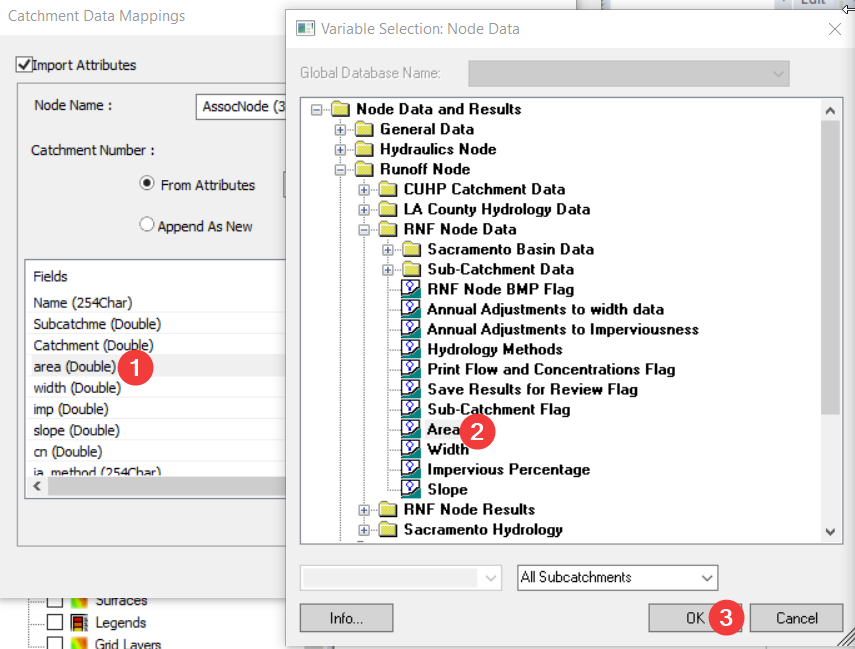 Catchment Data Mappings
Import Attributes
Node Name :
AssocNode (3
Catchment Number :
From Attributes
Append As New
Fields
Name (254Char)
Subcatchme (Double)
Catchment (Double)
area (Double)
1
width (Double)
imp (Double)
slope (Double)
cn (Double)
ia_method (254Char)
Surfaces
Legends
Grid Layers
Edit
Variable Selection: Node Data
Global Database Name:
Node Data and Results
General Data
Hydraulics Node
Runoff Node
CUHP Catchment Data
LA County Hydrology Data
RNF Node Data
Sacramento Basin Data
Sub-Catchment Data
RNF Node BMP Flag
Annual Adjustments to width data
Annual Adjustments to Imperviousness
Hydrology Methods
Print Flow and Concentrations Flag
Save Results for Review Flag
Sub-Catchment Flag
Area
2
Width
Impervious Percentage
Slope
RNF Node Results
Sacramento Hydrology
All Subcatchments
Info...
OK
3
Cancel